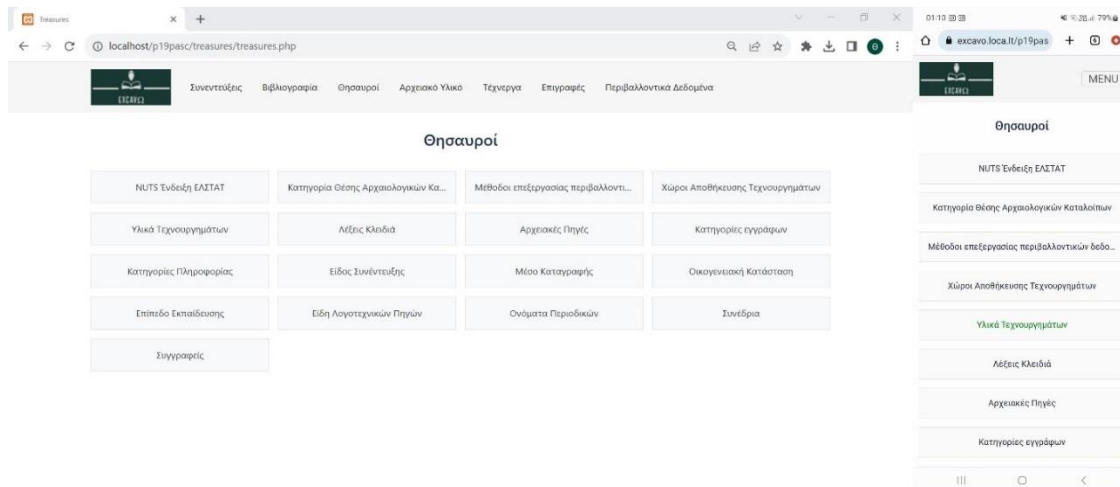 Treasures
localhost/p19pasc/treasures/treasures.php
ΕΧCΑVΩ
Συνεντεύξεις Βιβλιογραφία Θησαυροί Αρχειακό Υλικό Τέχνεργα Επιγραφές Περιβαλλοντικά Δεδομένα
Θησαυροί
NUTS Ένδειξη ΕΛΣΤΑΤ Κατηγορία Θέσης Αρχαιολογικών Κα... Μέθοδοι επεξεργασίας περιβαλλοντι... Χώροι Αποθήκευσης Τεχνουργημάτων
Υλικά Τεχνουργημάτων Λέξεις Κλειδιά Αρχειακές Πηγές Κατηγορίες εγγράφων
Κατηγορίες Πληροφορίας Είδος Συνέντευξης Μέσο Καταγραφής Οικογενειακή Κατάσταση
Επίπεδο Εκπαίδευσης Είδη Λογοτεχνικών Πηγών Ονόματα Περιοδικών Συνέδρια
Συγγραφείς
01:10 79%
excavo.loca.lt/p19pas
ΕΧCΑVΩ MENU
Θησαυροί
NUTS Ένδειξη ΕΛΣΤΑΤ
Κατηγορία Θέσης Αρχαιολογικών Καταλοίπων
Μέθοδοι επεξεργασίας περιβαλλοντικών δεδο...
Χώροι Αποθήκευσης Τεχνουργημάτων
Υλικά Τεχνουργημάτων
Λέξεις Κλειδιά
Αρχειακές Πηγές
Κατηγορίες εγγράφων